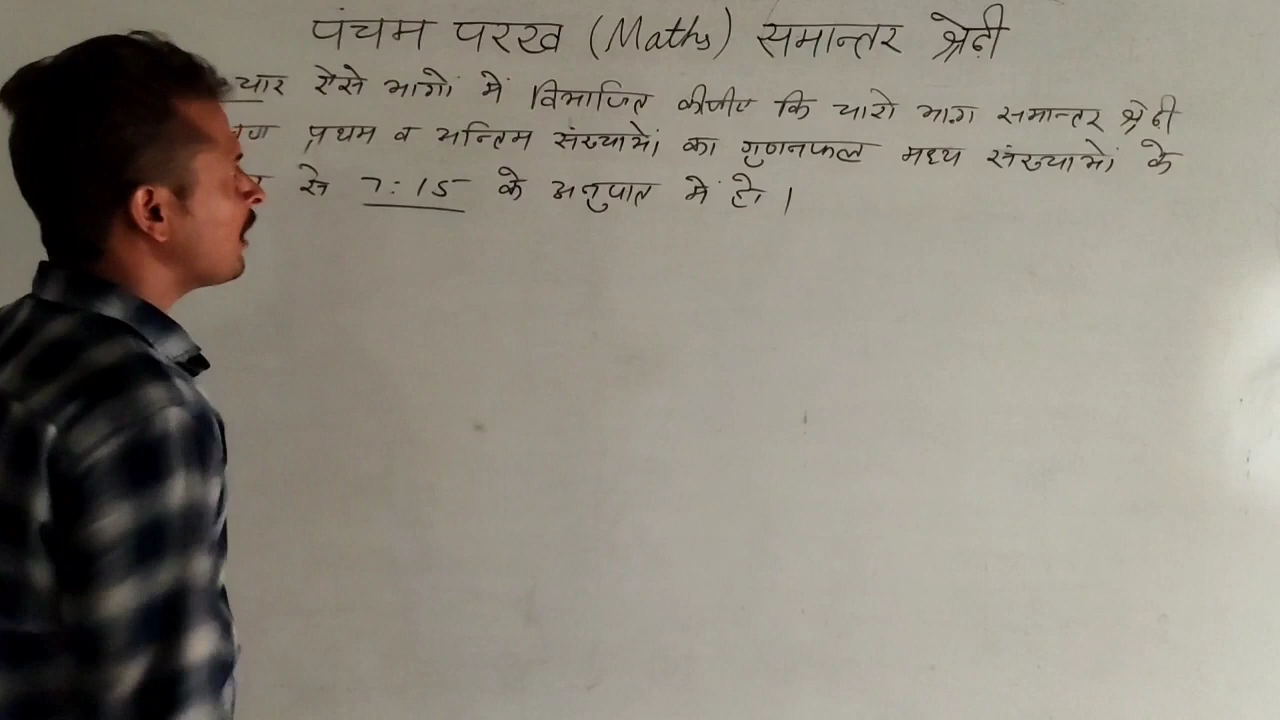 पंचम परख (Maths) समान्तर श्रेढ़ी
चार ऐसे भागों में विभाजित कीजीए कि चारो भाग समान्तर श्रेढ़ी
प्रथम व अन्तिम संख्याओं का गुणनफल मध्य संख्याओं के
से 7:15 के अनुपात में हो।